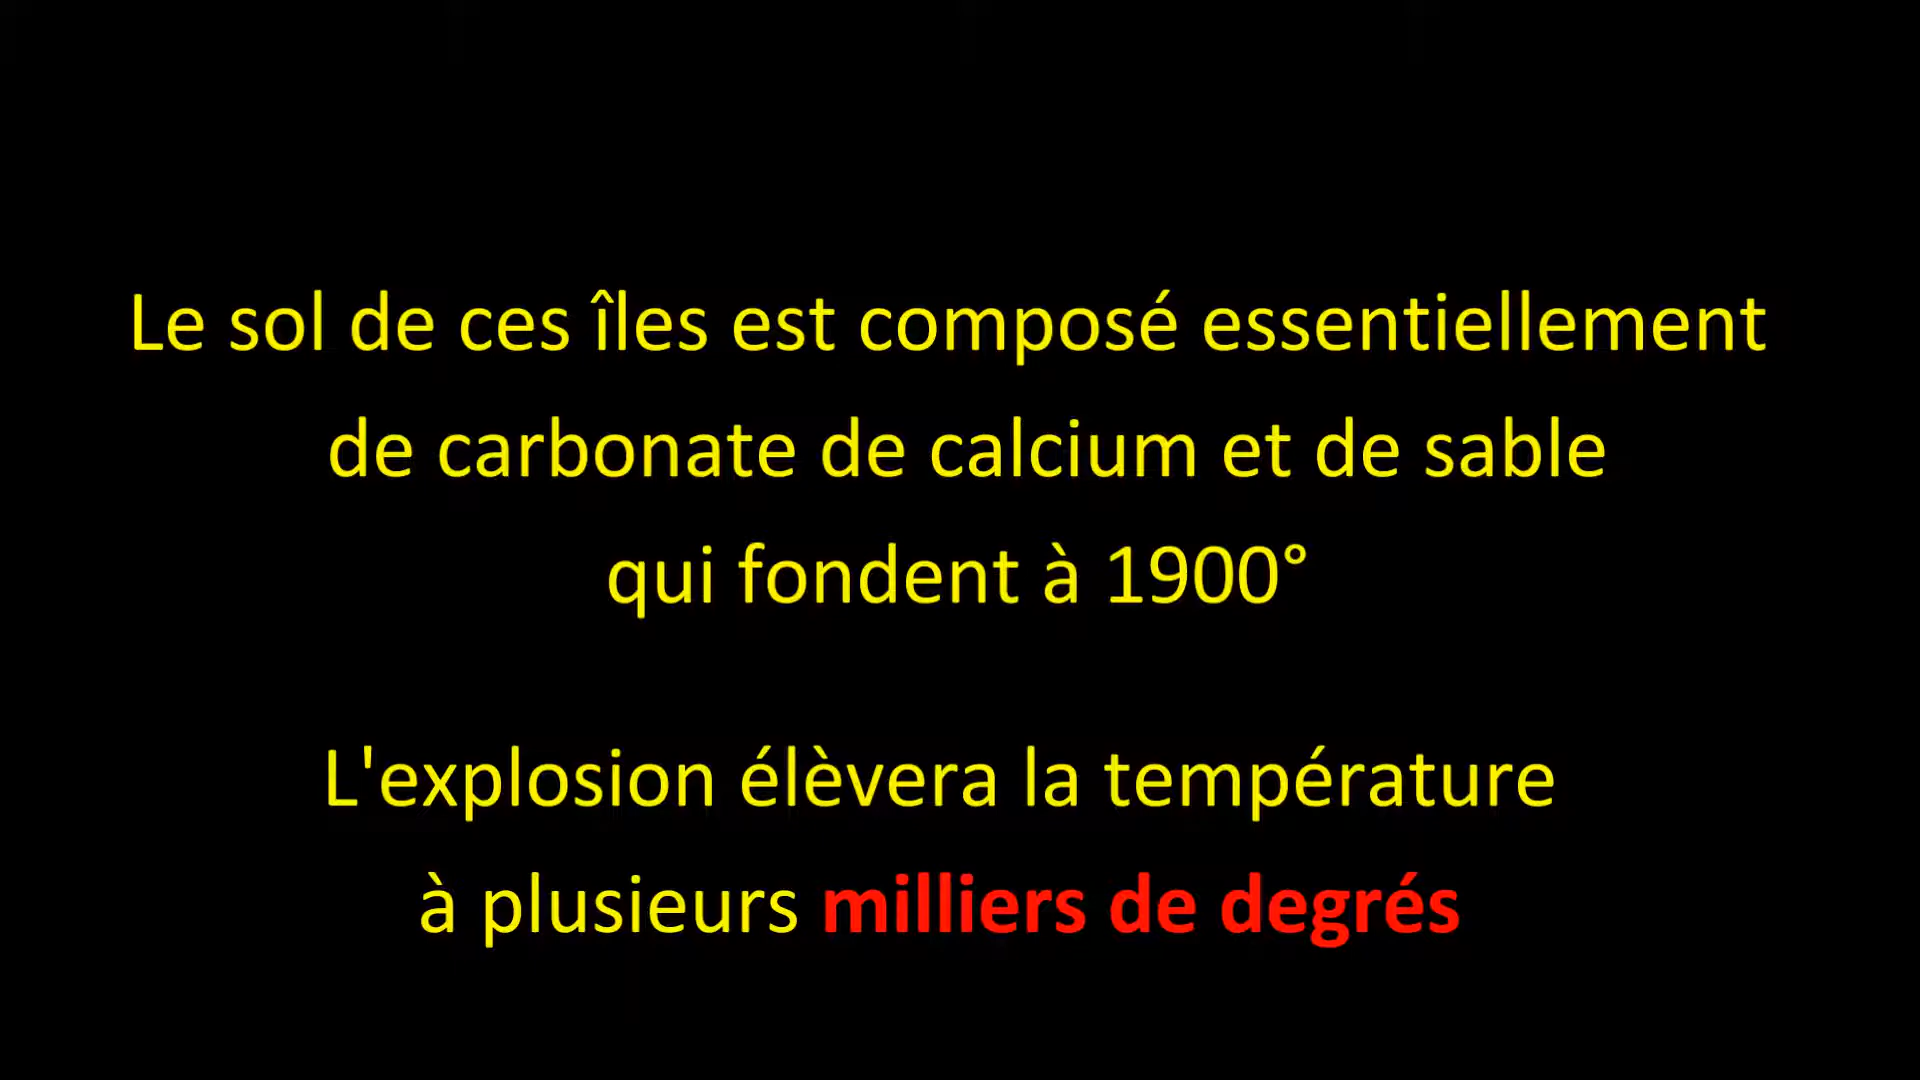 Le sol de ces îles est composé essentiellement
de carbonate de calcium et de sable
qui fondent à 1900°
L'explosion élèvera la température
à plusieurs milliers de degrés